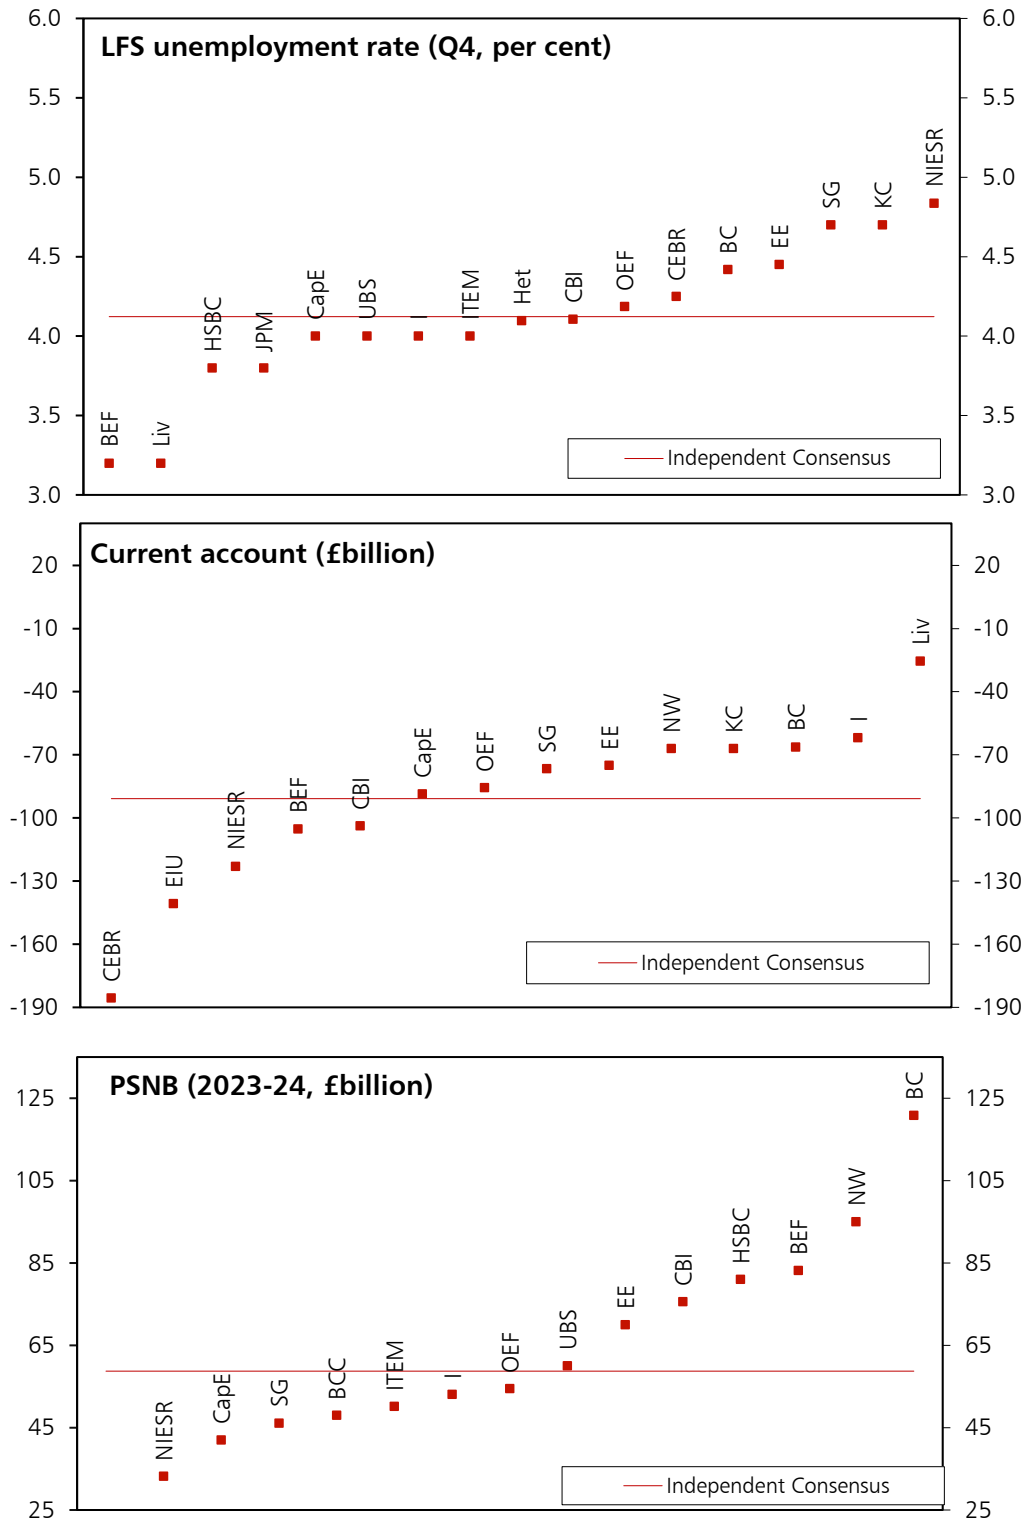 LFS unemployment rate (Q4, per cent)
6.0
5.5
5.0
4.5
4.0
3.5
3.0
6.0
5.5
5.0
4.5
4.0
3.5
3.0
BEF
Liv
HSBC
JPM
CapE
UBS
I
ITEM
Het
CBI
OEF
CEBR
BC
EE
SG
KC
NIESR
Independent Consensus
Current account (£billion)
20
-10
-40
-70
-100
-130
-160
-190
20
-10
-40
-70
-100
-130
-160
-190
CEBR
EIU
NIESR
BEF
CBI
CapE
OEF
SG
EE
NW
KC
BC
I
Liv
Independent Consensus
PSNB (2023-24, £billion)
125
105
85
65
45
25
125
105
85
65
45
25
NIESR
CapE
SG
BCC
ITEM
I
OEF
UBS
EE
CBI
HSBC
BEF
NW
BC
Independent Consensus